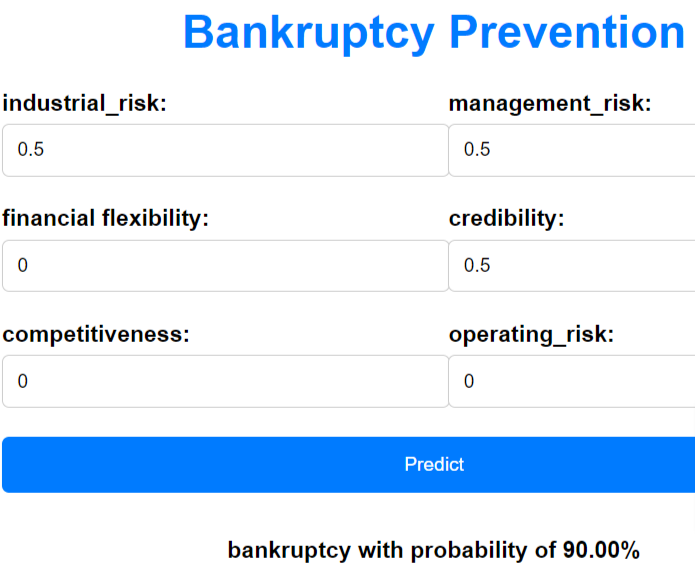 Bankruptcy Prevention
industrial_risk: management_risk:
0.5 0.5
financial flexibility: credibility:
0 0.5
competitiveness: operating_risk:
0 0
Predict
bankruptcy with probability of 90.00%